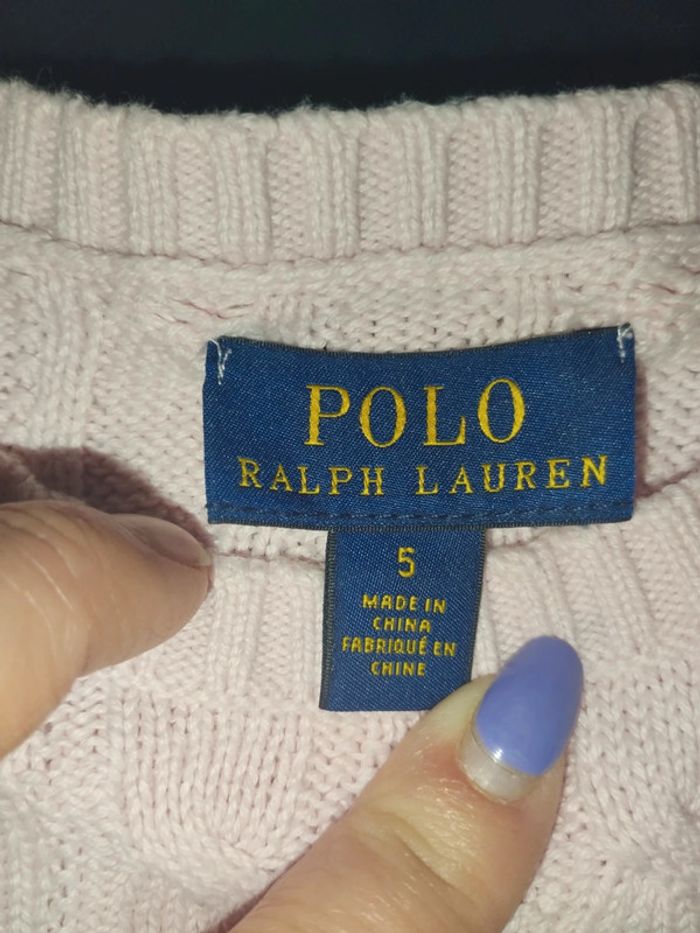 POLO
RALPH LAUREN
5
MADE IN
CHINA
FABRIQUÉ EN
CHINE